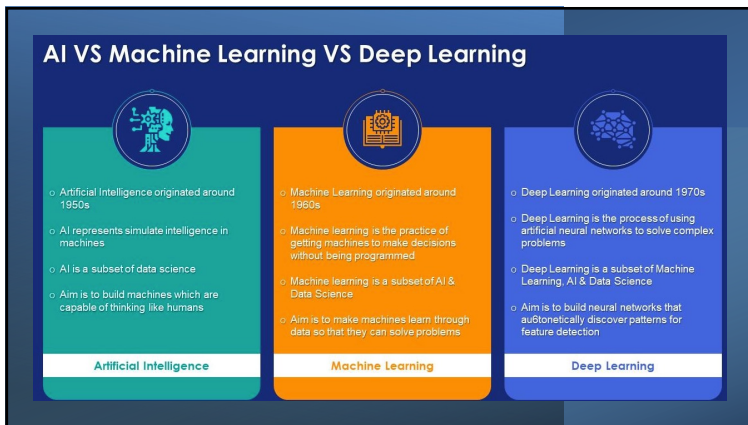 AI VS Machine Learning VS Deep Learning
o Artificial Intelligence originated around
1950s
o AI represents simulate intelligence in
machines
o AI is a subset of data science
o Aim is to build machines which are
capable of thinking like humans
Artificial Intelligence
o Machine Learning originated around
1960s
o Machine learning is the practice of
getting machines to make decisions
without being programmed
o Machine learning is a subset of AI &
Data Science
o Aim is to make machines learn through
data so that they can solve problems
Machine Learning
o Deep Learning originated around 1970s
o Deep Learning is the process of using
artificial neural networks to solve complex
problems
o Deep Learning is a subset of Machine
Learning, AI & Data Science
o Aim is to build neural networks that
au6tonetically discover patterns for
feature detection
Deep Learning